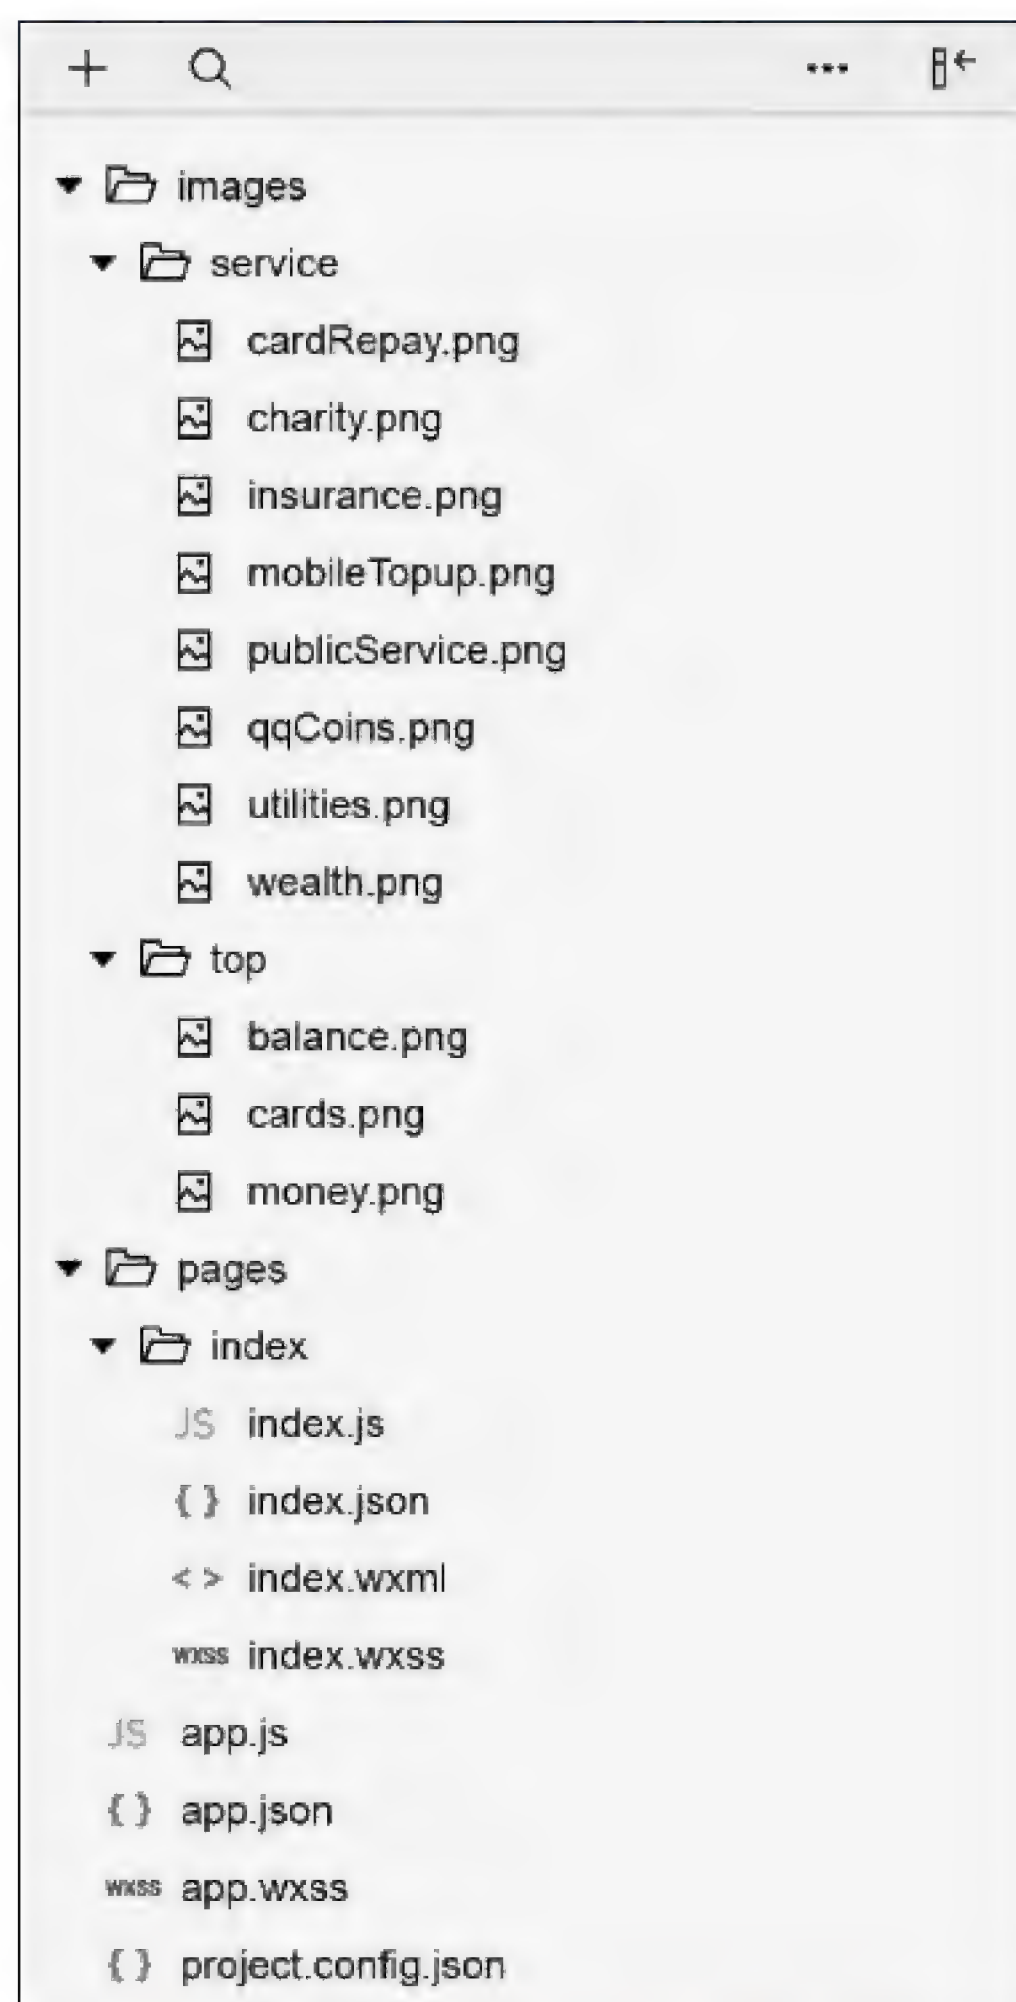 images
service
cardRepay.png
charity.png
insurance.png
mobileTopup.png
publicService.png
qqCoins.png
utilities.png
wealth.png
top
balance.png
cards.png
money.png
pages
index
JS index.js
{ } index.json
< > index.wxml
wxss index.wxss
JS app.js
{ } app.json
wxss app.wxss
{ } project.config.json